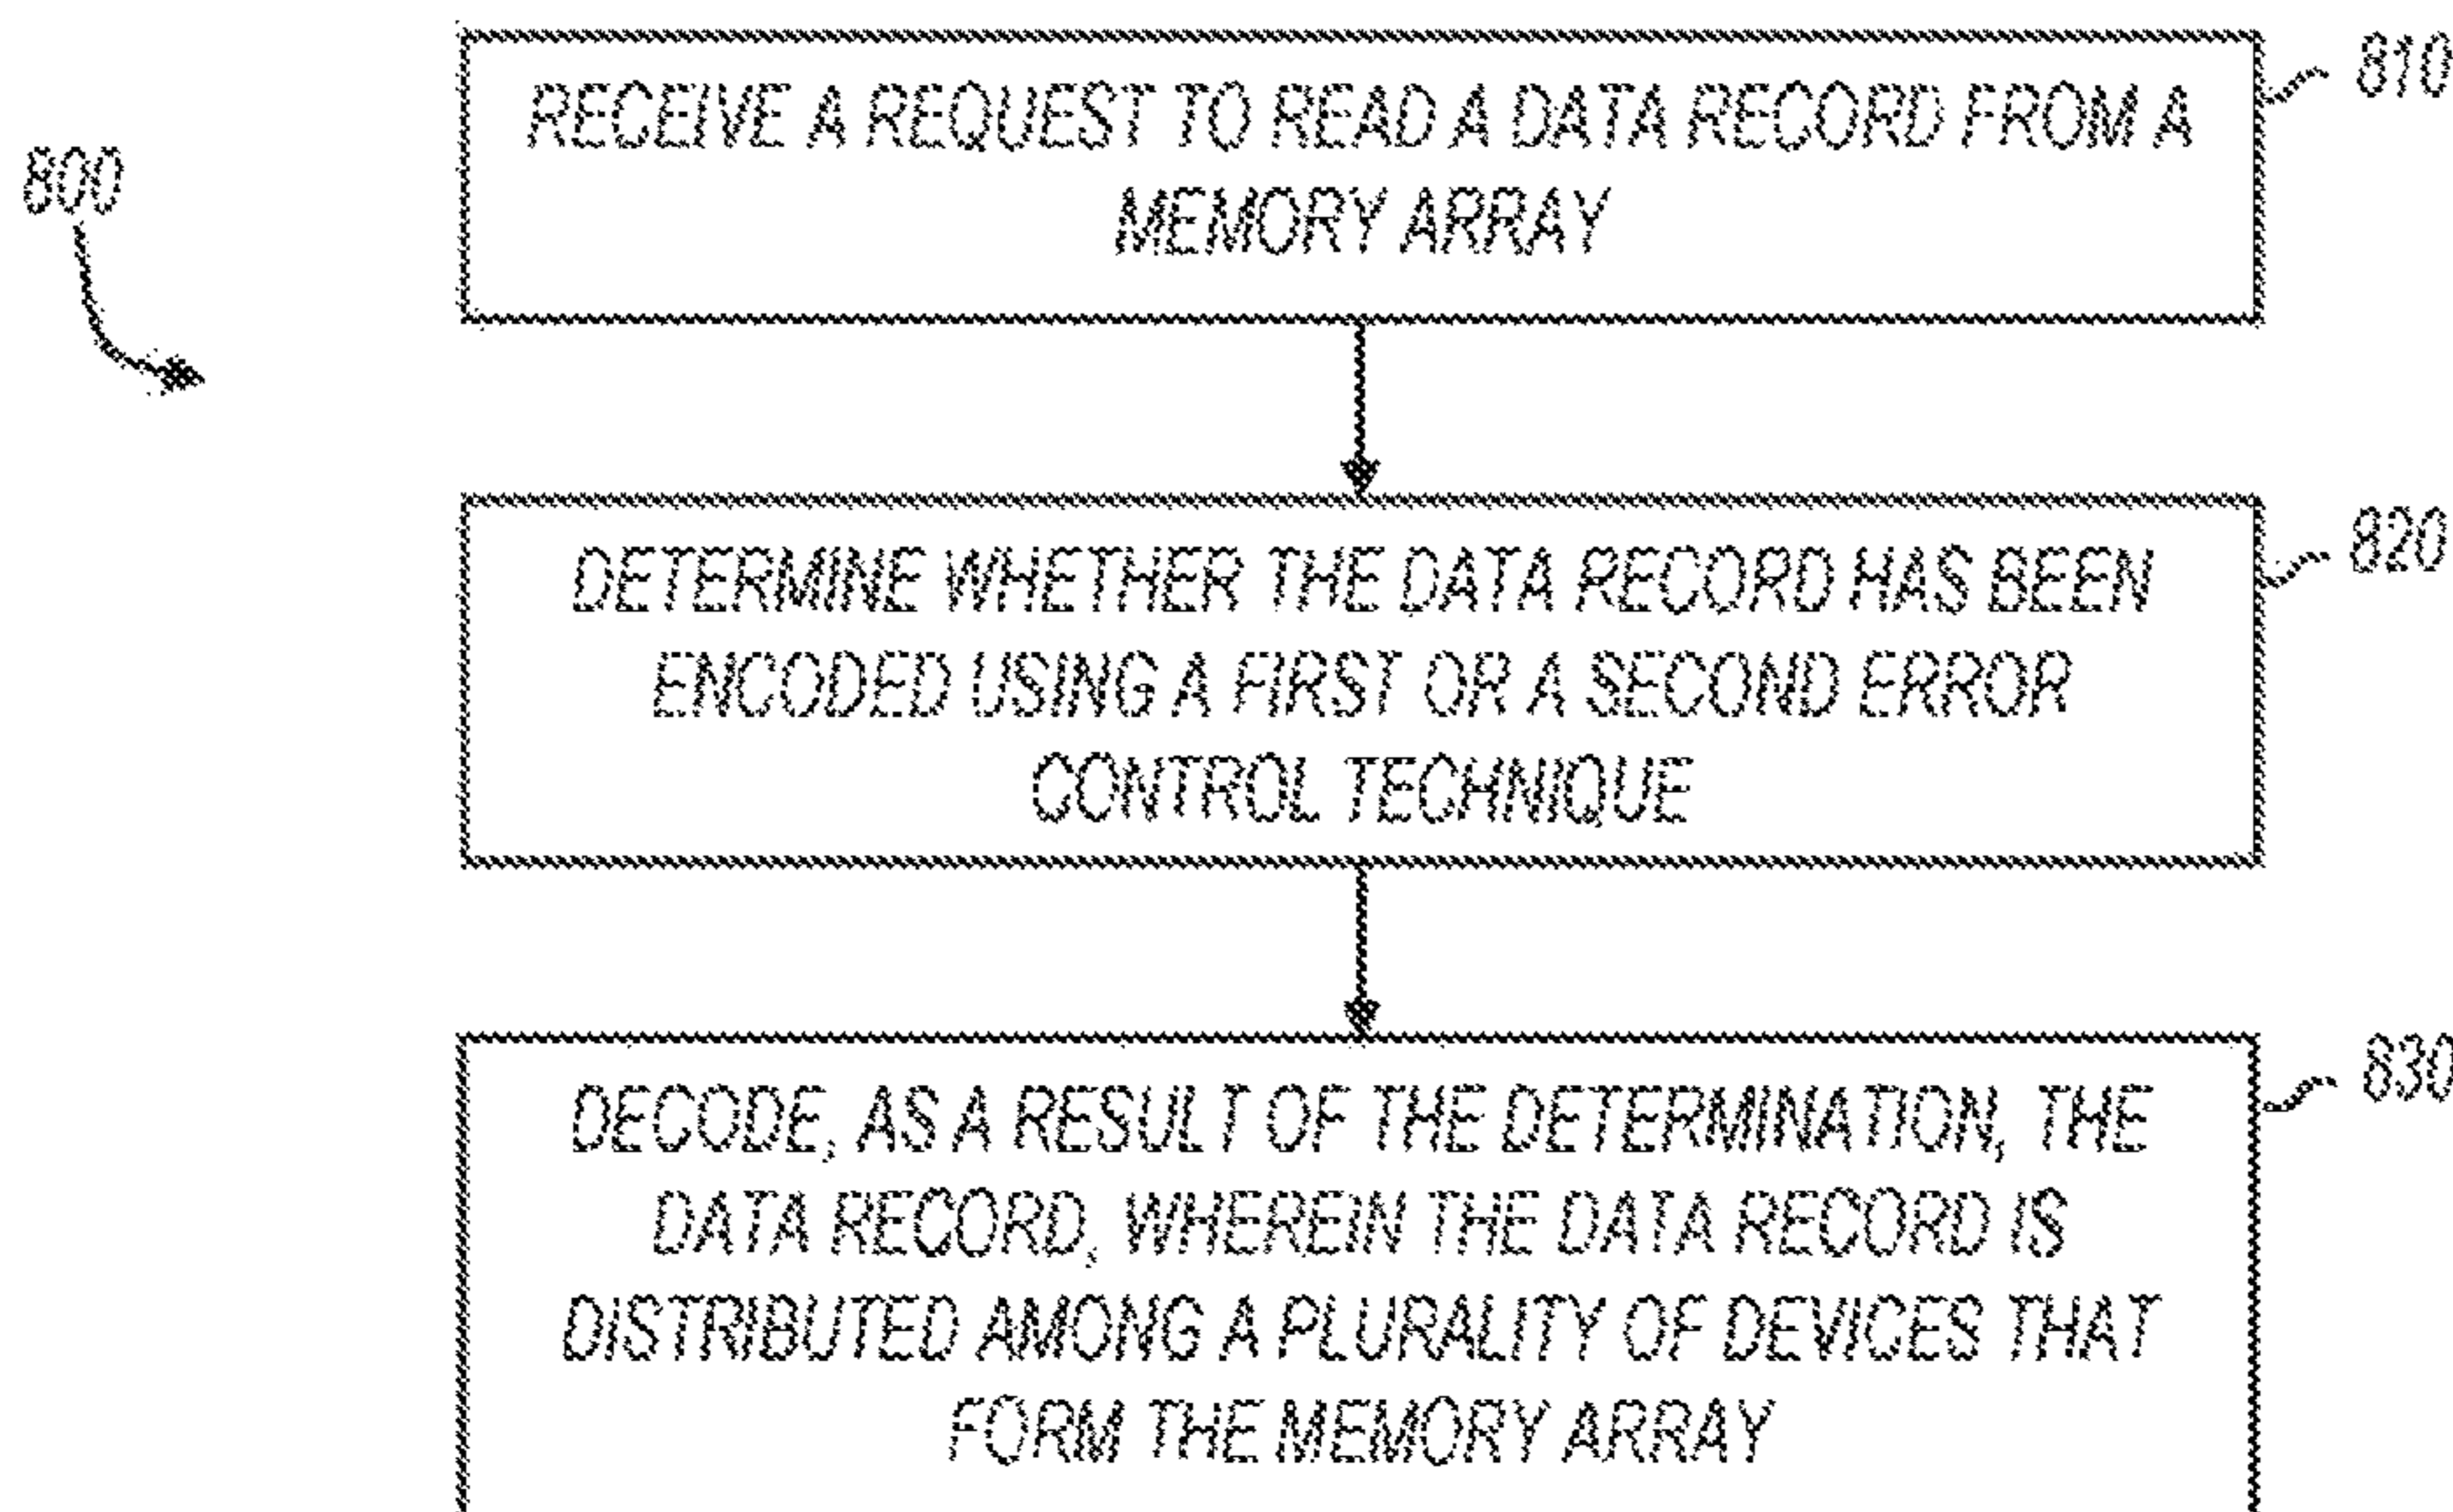 800
RECEIVE A REQUEST TO READ A DATA RECORD FROM A
MEMORY ARRAY
810
DETERMINE WHETHER THE DATA RECORD HAS BEEN
ENCODED USING A FIRST OR A SECOND ERROR
CONTROL TECHNIQUE
820
DECODE, AS A RESULT OF THE DETERMINATION, THE
DATA RECORD, WHEREIN THE DATA RECORD IS
DISTRIBUTED AMONG A PLURALITY OF DEVICES THAT
FORM THE MEMORY ARRAY
830